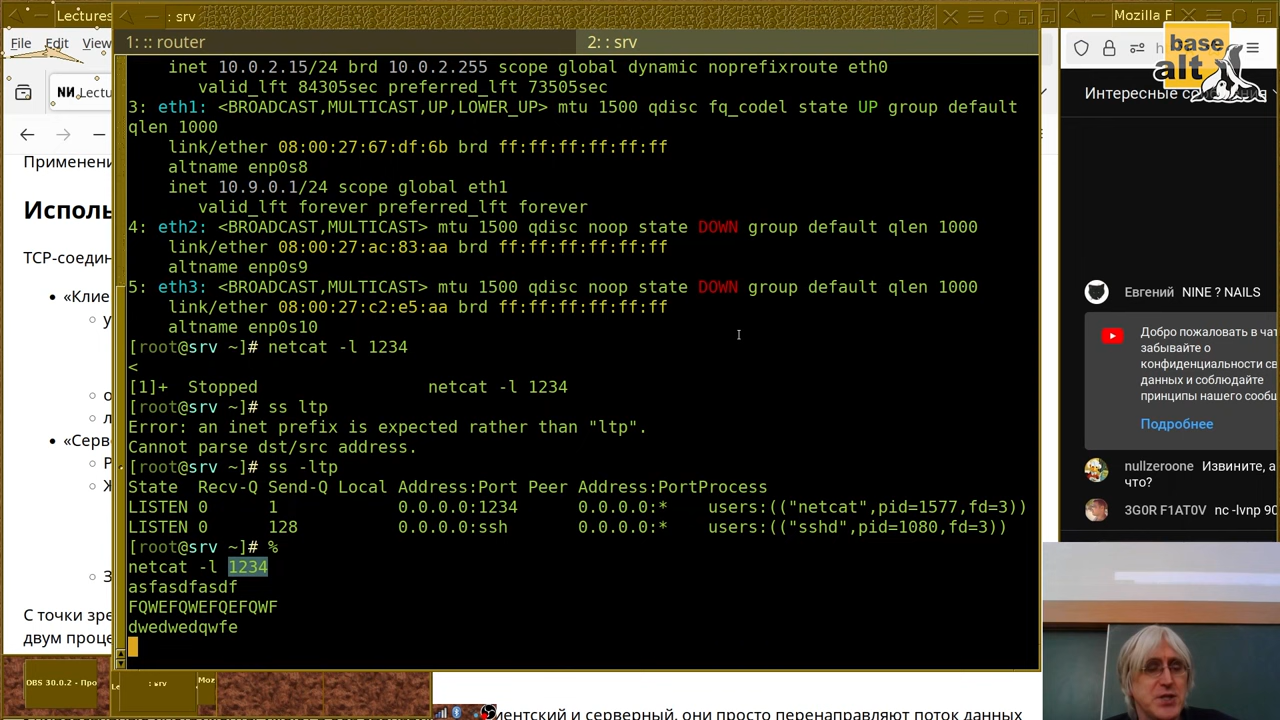 Lectures
: srv
Mozilla F
File Edit View
1: :: router
2: : srv
base
alt
NИ. Lectu
Интересные со
Применени
Исполь
TCP-соедин
«Клие
«Серв
С точки зре
двум проце
inet 10.0.2.15/24 brd 10.0.2.255 scope global dynamic noprefixroute eth0
valid_lft 84305sec preferred_lft 73505sec
3: eth1: <BROADCAST,MULTICAST,UP,LOWER_UP> mtu 1500 qdisc fq_codel state UP group default
qlen 1000
link/ether 08:00:27:67:df:6b brd ff:ff:ff:ff:ff:ff
altname enp0s8
inet 10.9.0.1/24 scope global eth1
valid_lft forever preferred_lft forever
4: eth2: <BROADCAST,MULTICAST> mtu 1500 qdisc noop state DOWN group default qlen 1000
link/ether 08:00:27:ac:83:aa brd ff:ff:ff:ff:ff:ff
altname enp0s9
5: eth3: <BROADCAST,MULTICAST> mtu 1500 qdisc noop state DOWN group default qlen 1000
link/ether 08:00:27:c2:e5:aa brd ff:ff:ff:ff:ff:ff
altname enp0s10
[root@srv ~]# netcat -l 1234
<
[1]+  Stopped                 netcat -l 1234
[root@srv ~]# ss ltp
Error: an inet prefix is expected rather than "ltp".
Cannot parse dst/src address.
[root@srv ~]# ss -ltp
State  Recv-Q Send-Q Local  Address:Port  Peer  Address:PortProcess
LISTEN 0      1            0.0.0.0:1234      0.0.0.0:*    users:(("netcat",pid=1577,fd=3))
LISTEN 0      128          0.0.0.0:ssh       0.0.0.0:*    users:(("sshd",pid=1080,fd=3))
[root@srv ~]# %
netcat -l 1234
asfasdfasdf
FQWEFQWEFQEFQWF
dwedwedqwfe
Евгений NINE ? NAILS
Добро пожаловать в чат
забывайте о
конфиденциальности св
данных и соблюдайте
принципы нашего сообщ
Подробнее
nullzeroone Извините, а
что?
3G0R F1AT0V nc -lvnp 90
OBS 30.0.2 - Про
: srv
Moz
иентский и серверный, они просто перенаправляют поток данных